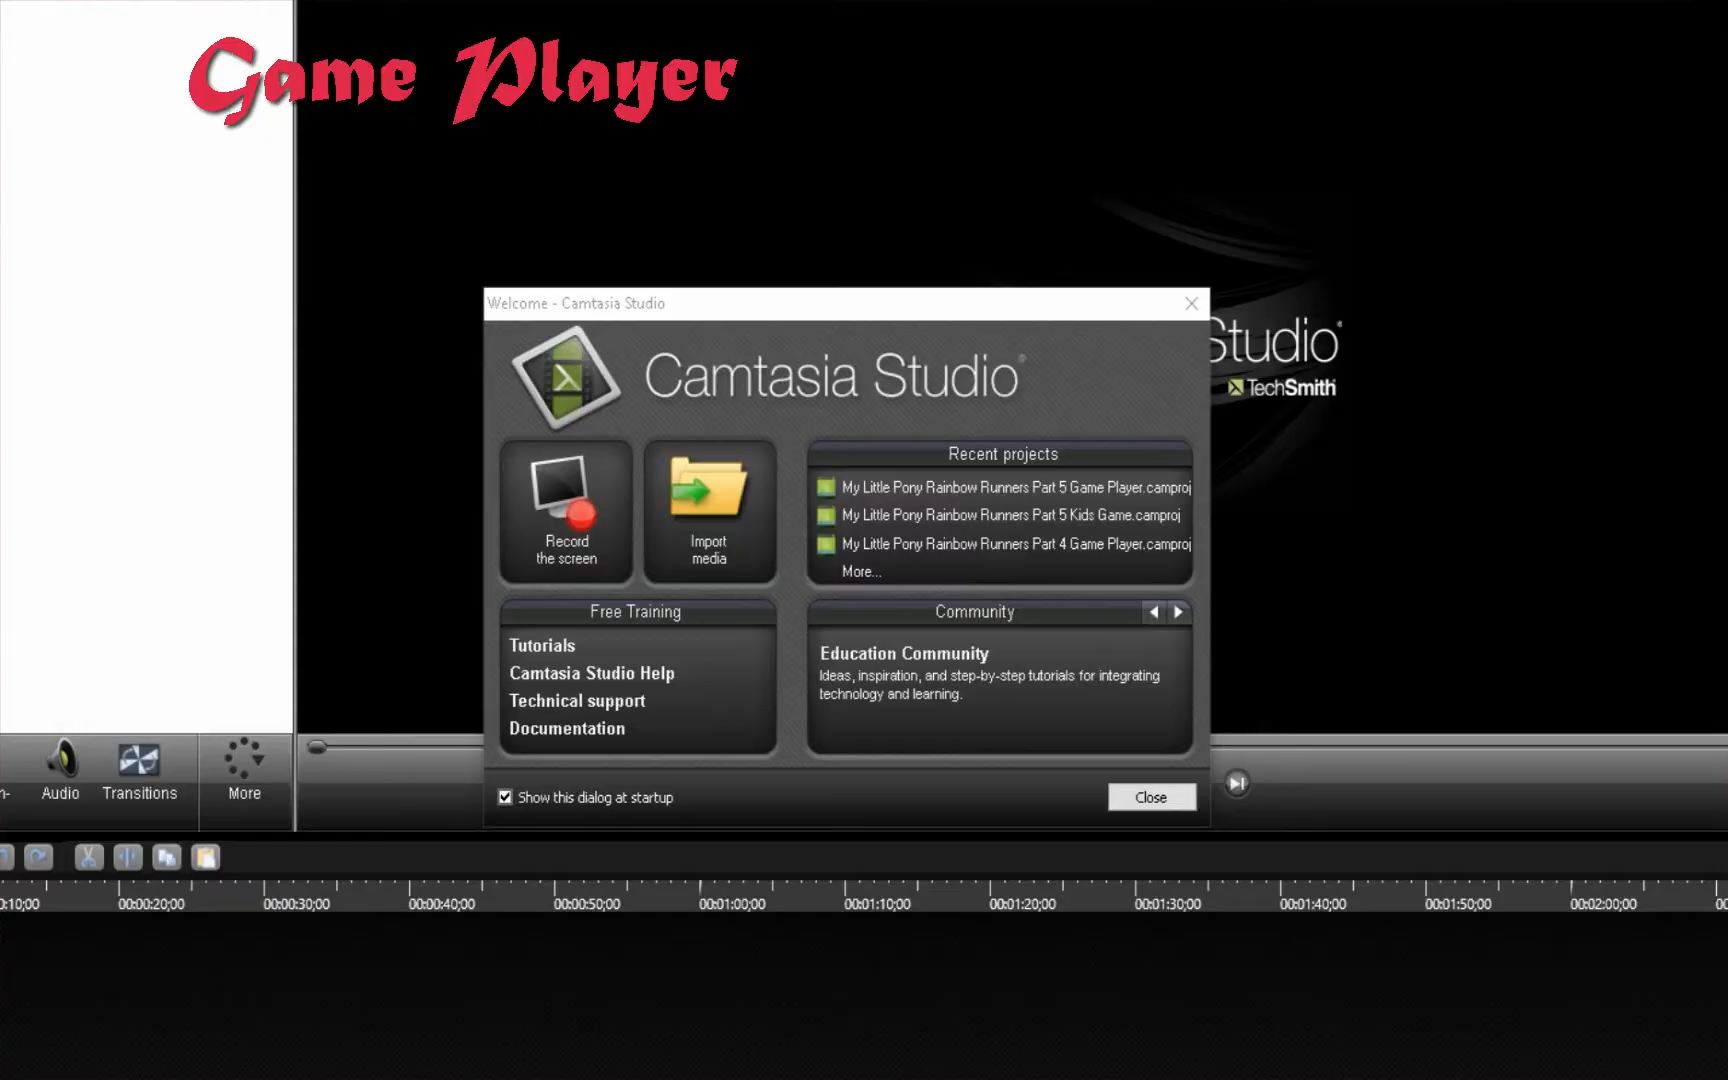 Game Player
Welcome - Camtasia Studio
Camtasia Studio®
Studio®
TechSmith
Record
the screen
Import
media
Recent projects
My Little Pony Rainbow Runners Part 5 Game Player.camproj
My Little Pony Rainbow Runners Part 5 Kids Game.camproj
My Little Pony Rainbow Runners Part 4 Game Player.camproj
More...
Free Training
Tutorials
Camtasia Studio Help
Technical support
Documentation
Community
Education Community
Ideas, inspiration, and step-by-step tutorials for integrating
technology and learning.
Show this dialog at startup
Close
Audio
Transitions
More
0:10;00 00:00:20;00 00:00:30;00 00:00:40;00 00:00:50;00 00:01:00;00 00:01:10;00 00:01:20;00 00:01:30;00 00:01:40;00 00:01:50;00 00:02:00;00